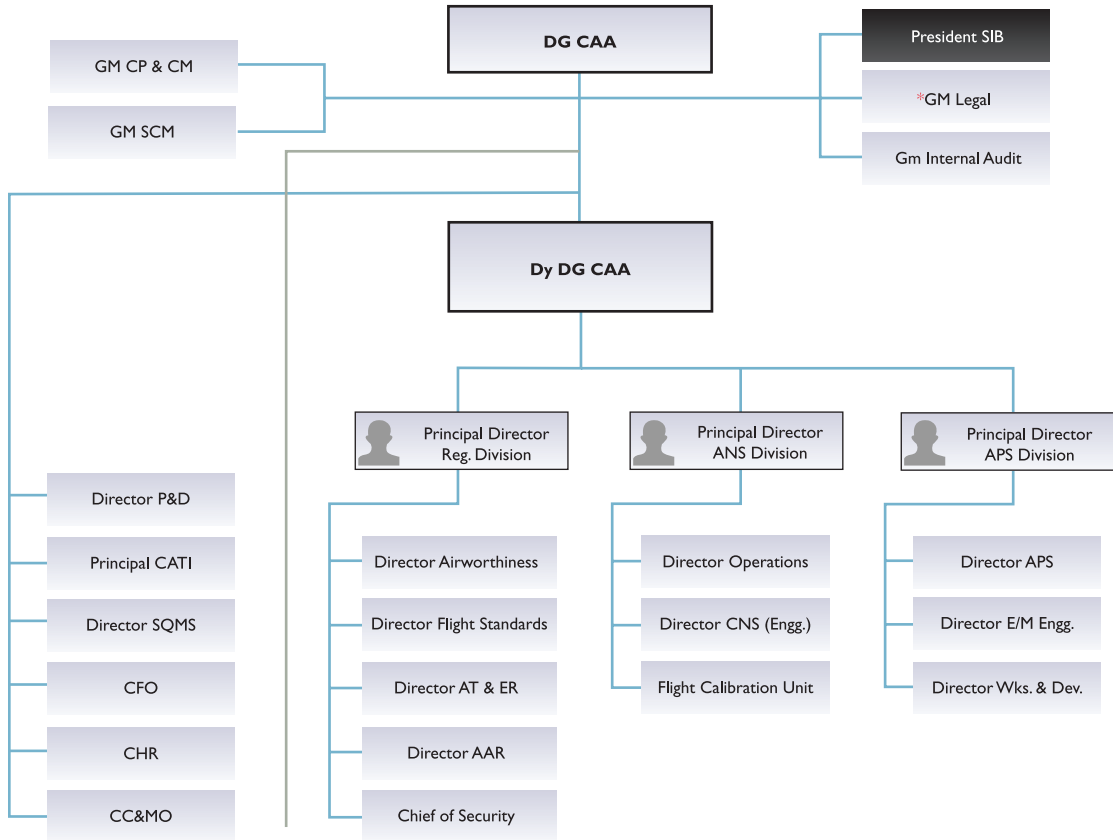 DG CAA
President SIB
GM CP & CM
*GM Legal
GM SCM
Gm Internal Audit
Dy DG CAA
Principal Director
Reg. Division
Principal Director
ANS Division
Principal Director
APS Division
Director P&D
Principal CATI
Director SQMS
CFO
CHR
CC&MO
Director Airworthiness
Director Flight Standards
Director AT & ER
Director AAR
Chief of Security
Director Operations
Director CNS (Engg.)
Flight Calibration Unit
Director APS
Director E/M Engg.
Director Wks. & Dev.